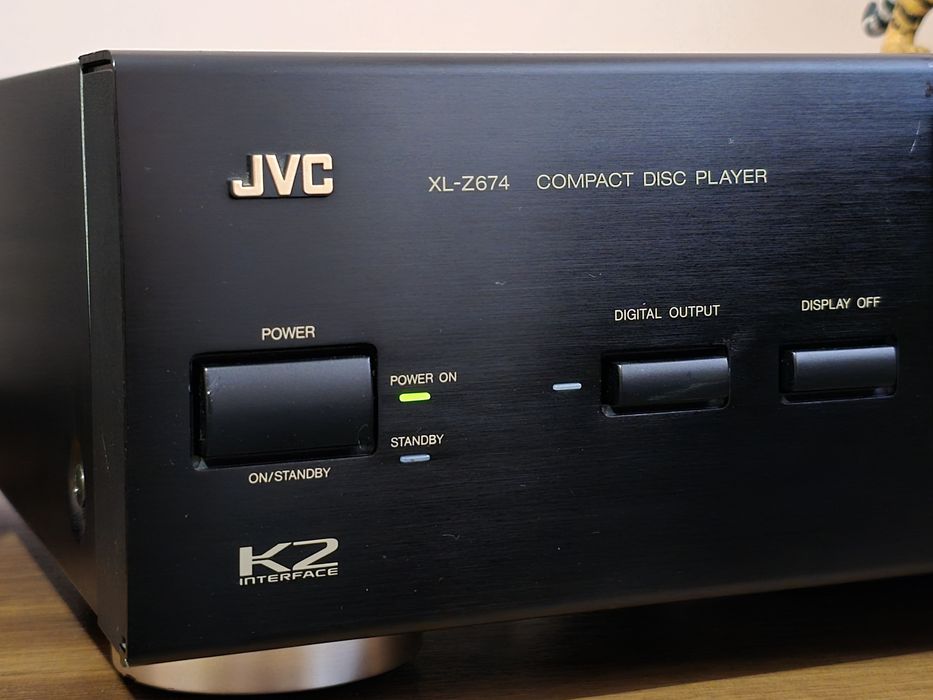 JVC
XL-Z674 COMPACT DISC PLAYER
DIGITAL OUTPUT
DISPLAY OFF
POWER
POWER ON
STANDBY
ON/STANDBY
K2
INTERFACE